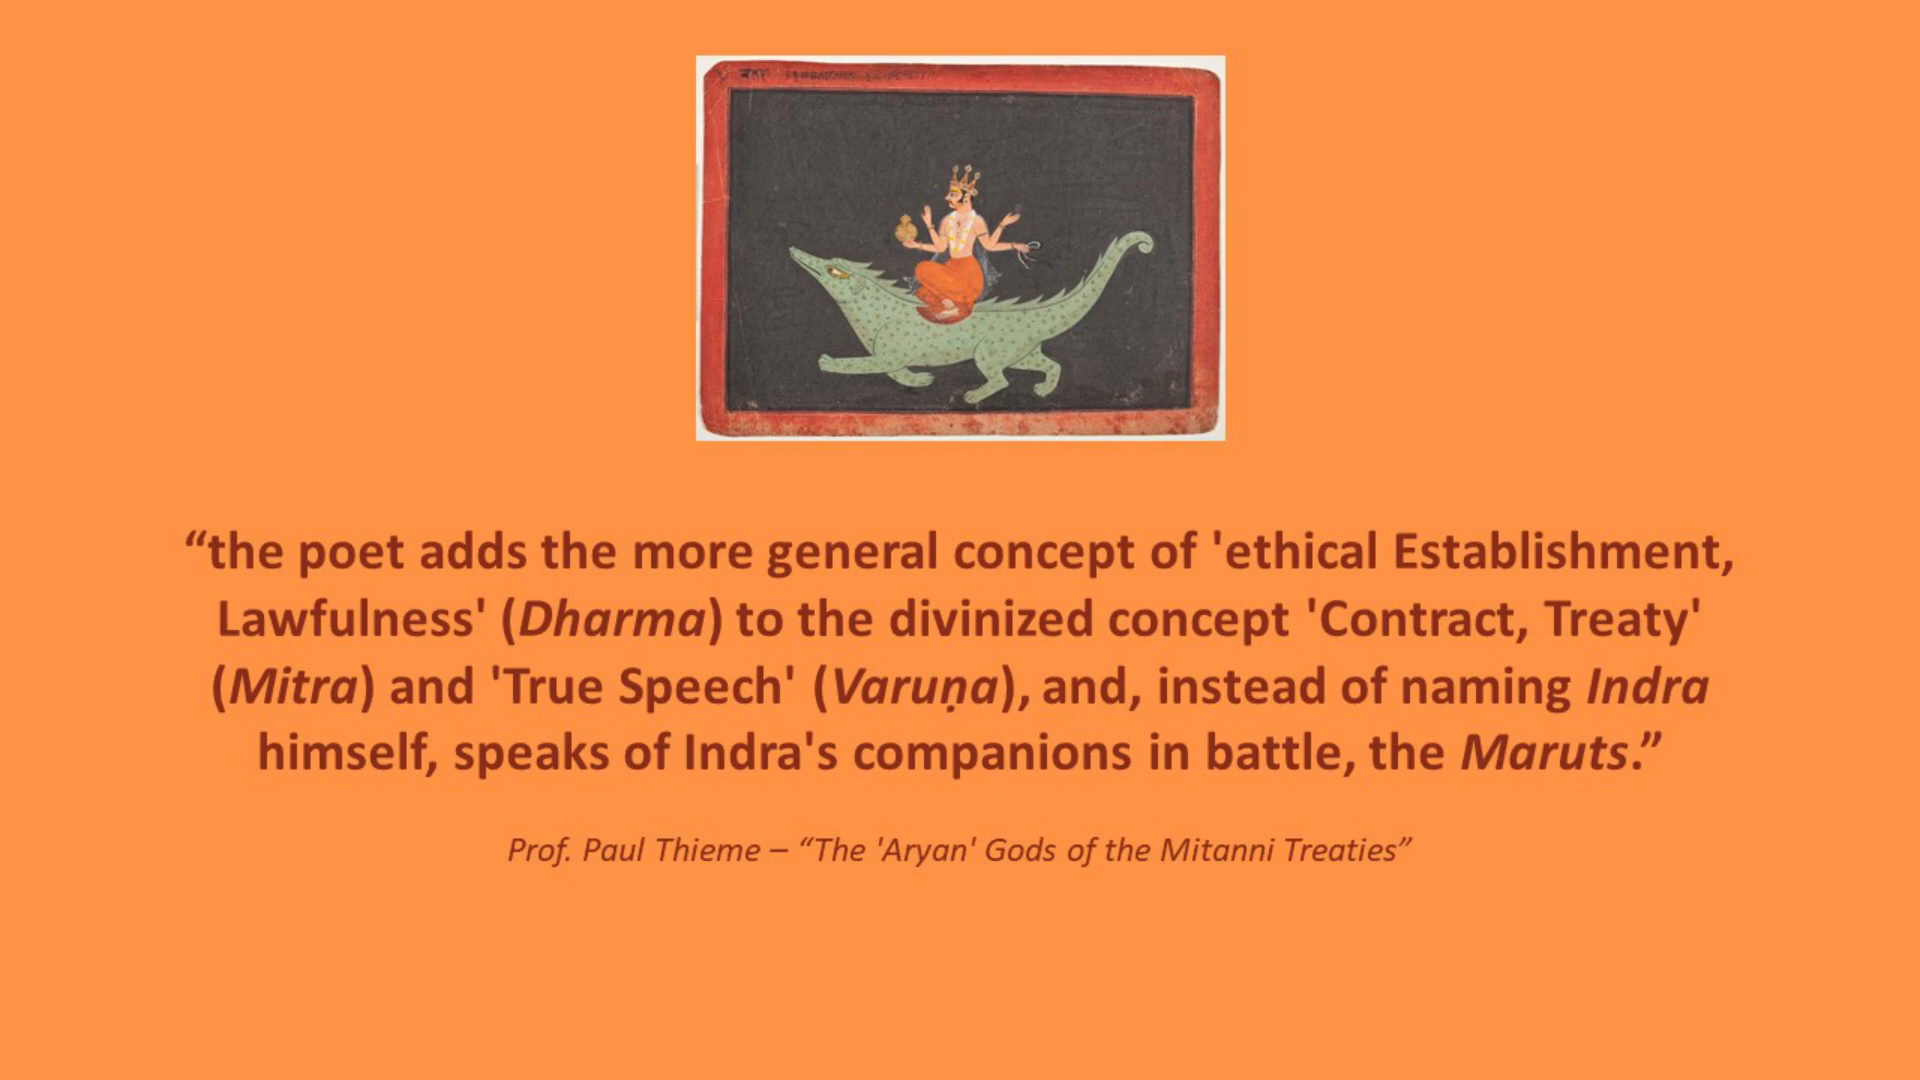 “the poet adds the more general concept of 'ethical Establishment,
Lawfulness' (Dharma) to the divinized concept 'Contract, Treaty'
(Mitra) and 'True Speech' (Varuṇa), and, instead of naming Indra
himself, speaks of Indra's companions in battle, the Maruts.”
Prof. Paul Thieme – “The 'Aryan' Gods of the Mitanni Treaties”